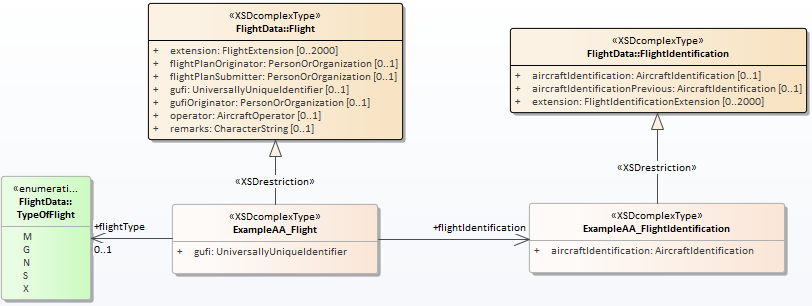 «XSDcomplexType»
FlightData::Flight
+ extension: FlightExtension [0..2000]
+ flightPlanOriginator: PersonOrOrganization [0..1]
+ flightPlanSubmitter: PersonOrOrganization [0..1]
+ gufi: UniversallyUniqueIdentifier [0..1]
+ gufiOriginator: PersonOrOrganization [0..1]
+ operator: AircraftOperator [0..1]
+ remarks: CharacterString [0..1]
«XSDcomplexType»
FlightData::FlightIdentification
+ aircraftIdentification: AircraftIdentification [0..1]
+ aircraftIdentificationPrevious: AircraftIdentification [0..1]
+ extension: FlightIdentificationExtension [0..2000]
«XSDrestriction»
«XSDrestriction»
«enumerati...
FlightData::
TypeOfFlight
M
G
N
S
X
+flightType
0..1
«XSDcomplexType»
ExampleAA_Flight
+ gufi: UniversallyUniqueIdentifier
+flightIdentification
«XSDcomplexType»
ExampleAA_FlightIdentification
+ aircraftIdentification: AircraftIdentification